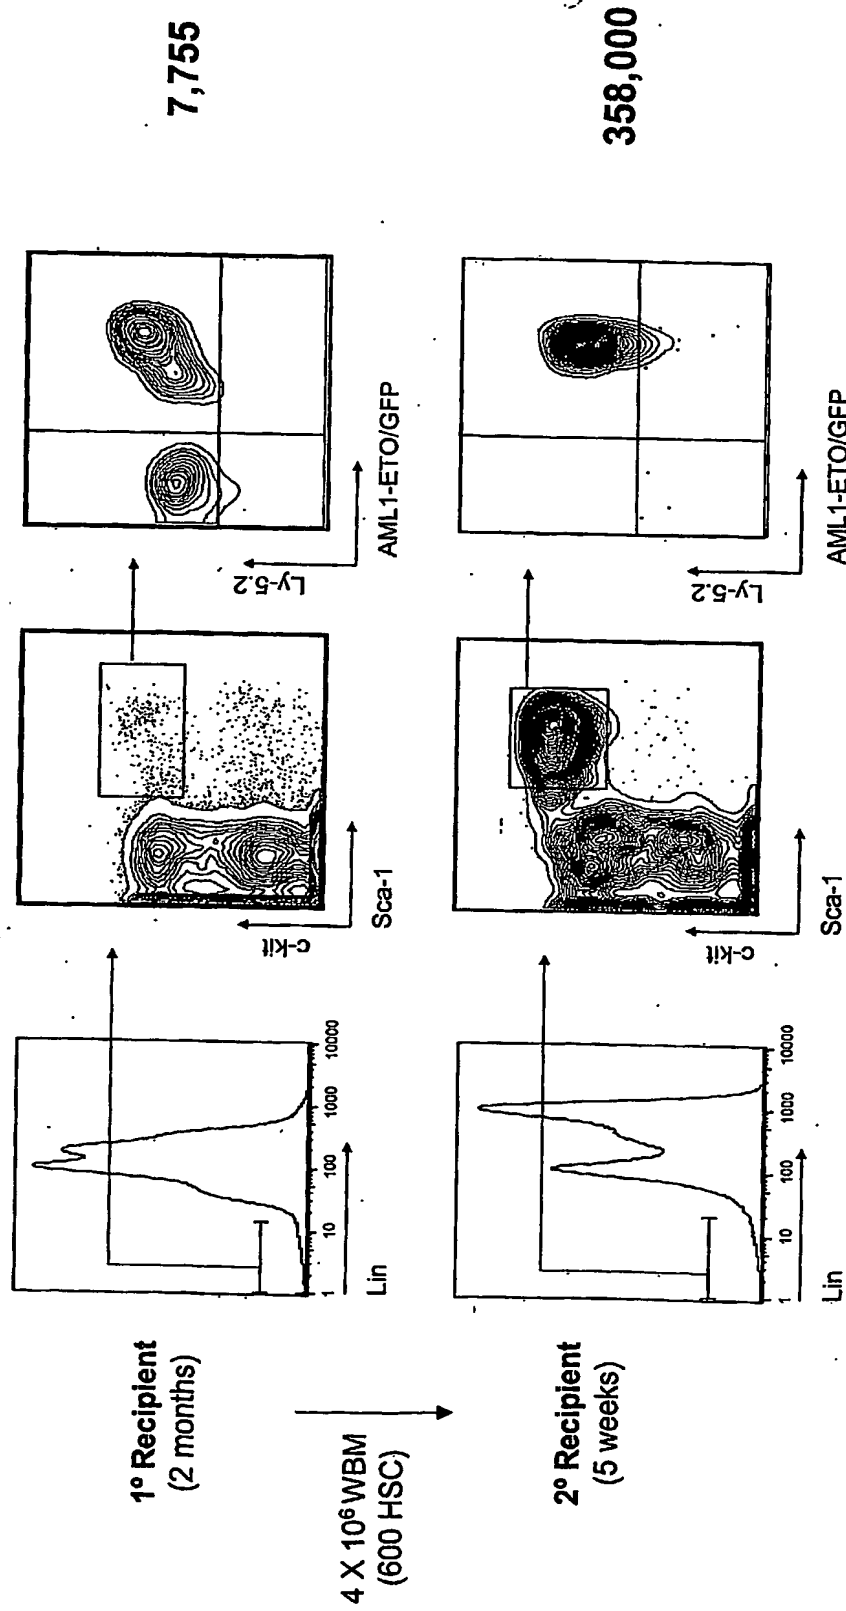 1º Recipient
(2 months)
1
10
100
1000
10000
Lin
c-kit
Sca-1
Ly-5.2
AML1-ETO/GFP
7,755
4 X 10⁶ WBM
(600 HSC)
2º Recipient
(5 weeks)
1
10
100
1000
10000
Lin
c-kit
Sca-1
Ly-5.2
AML1-ETO/GFP
358,000